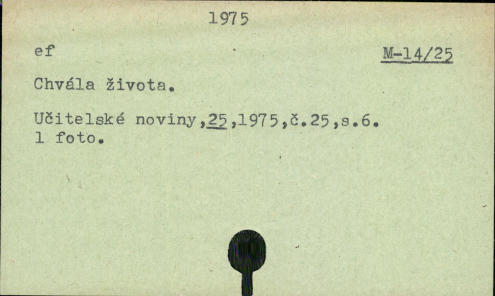 1975
ef M-14/25
Chvála života.
Učitelské noviny,25,1975,č.25,s.6.
1 foto.